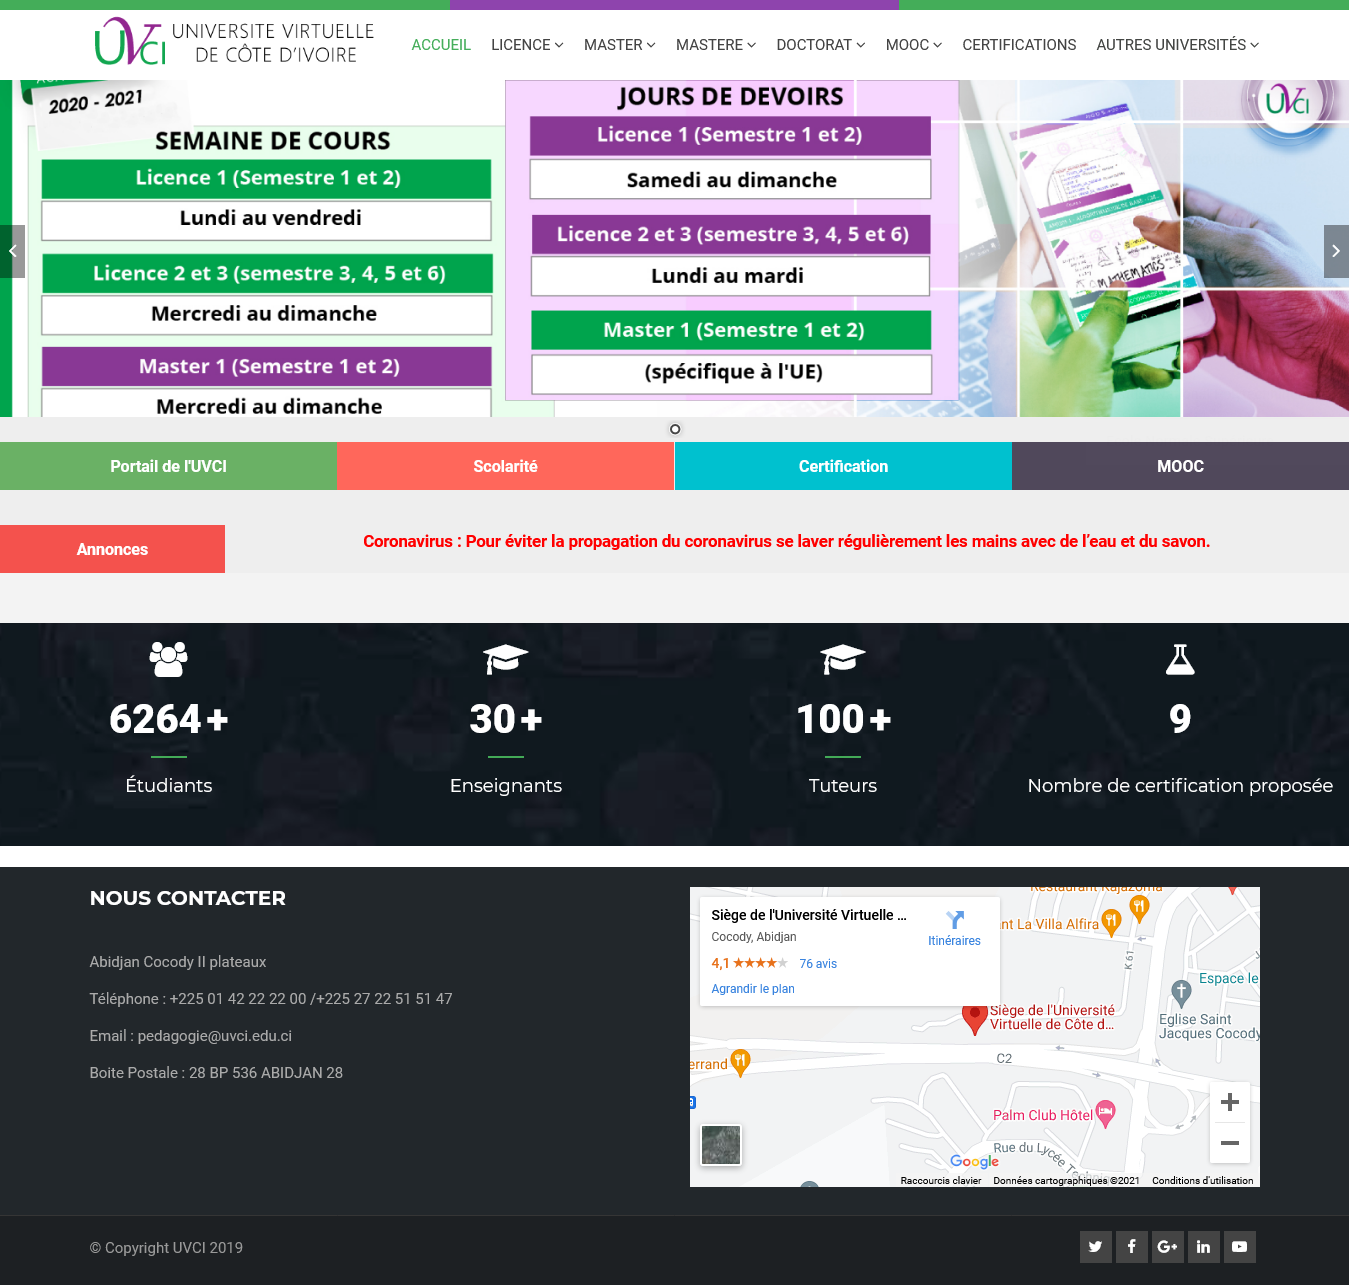 UVCI
UNIVERSITE VIRTUELLE
DE CÔTE D'IVOIRE
ACCUEIL
LICENCE
MASTER
MASTERE
DOCTORAT
MOOC
CERTIFICATIONS
AUTRES UNIVERSITÉS
2020 - 2021
SEMAINE DE COURS
Licence 1 (Semestre 1 et 2)
Lundi au vendredi
Licence 2 et 3 (semestre 3, 4, 5 et 6)
Mercredi au dimanche
Master 1 (Semestre 1 et 2)
Mercredi au dimanche
JOURS DE DEVOIRS
Licence 1 (Semestre 1 et 2)
Samedi au dimanche
Licence 2 et 3 (semestre 3, 4, 5 et 6)
Lundi au mardi
Master 1 (Semestre 1 et 2)
(spécifique à l'UE)
MATHEMATICS
UVCI
Portail de l'UVCI
Scolarité
Certification
MOOC
Annonces
Coronavirus : Pour éviter la propagation du coronavirus se laver régulièrement les mains avec de l’eau et du savon.
6264 +
Étudiants
30 +
Enseignants
100 +
Tuteurs
9
Nombre de certification proposée
NOUS CONTACTER
Abidjan Cocody II plateaux
Téléphone : +225 01 42 22 22 00 /+225 27 22 51 51 47
Email : pedagogie@uvci.edu.ci
Boite Postale : 28 BP 536 ABIDJAN 28
Siège de l'Université Virtuelle ...
Cocody, Abidjan
4,1 ★★★★★ 76 avis
Agrandir le plan
Itinéraires
Restaurant Kajazoma
nt La Villa Alfira
K 61
Espace le
Siège de l'Université
Virtuelle de Côte d...
Eglise Saint
Jacques Cocody
C2
errand
Palm Club Hôtel
Rue du Lycée
Google
Raccourcis clavier
Données cartographiques ©2021
Conditions d'utilisation
© Copyright UVCI 2019